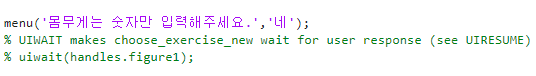 menu('몸무게는 숫자만 입력해주세요.','네');
% UIWAIT makes choose_exercise_new wait for user response (see UIRESUME)
% uiwait(handles.figure1);